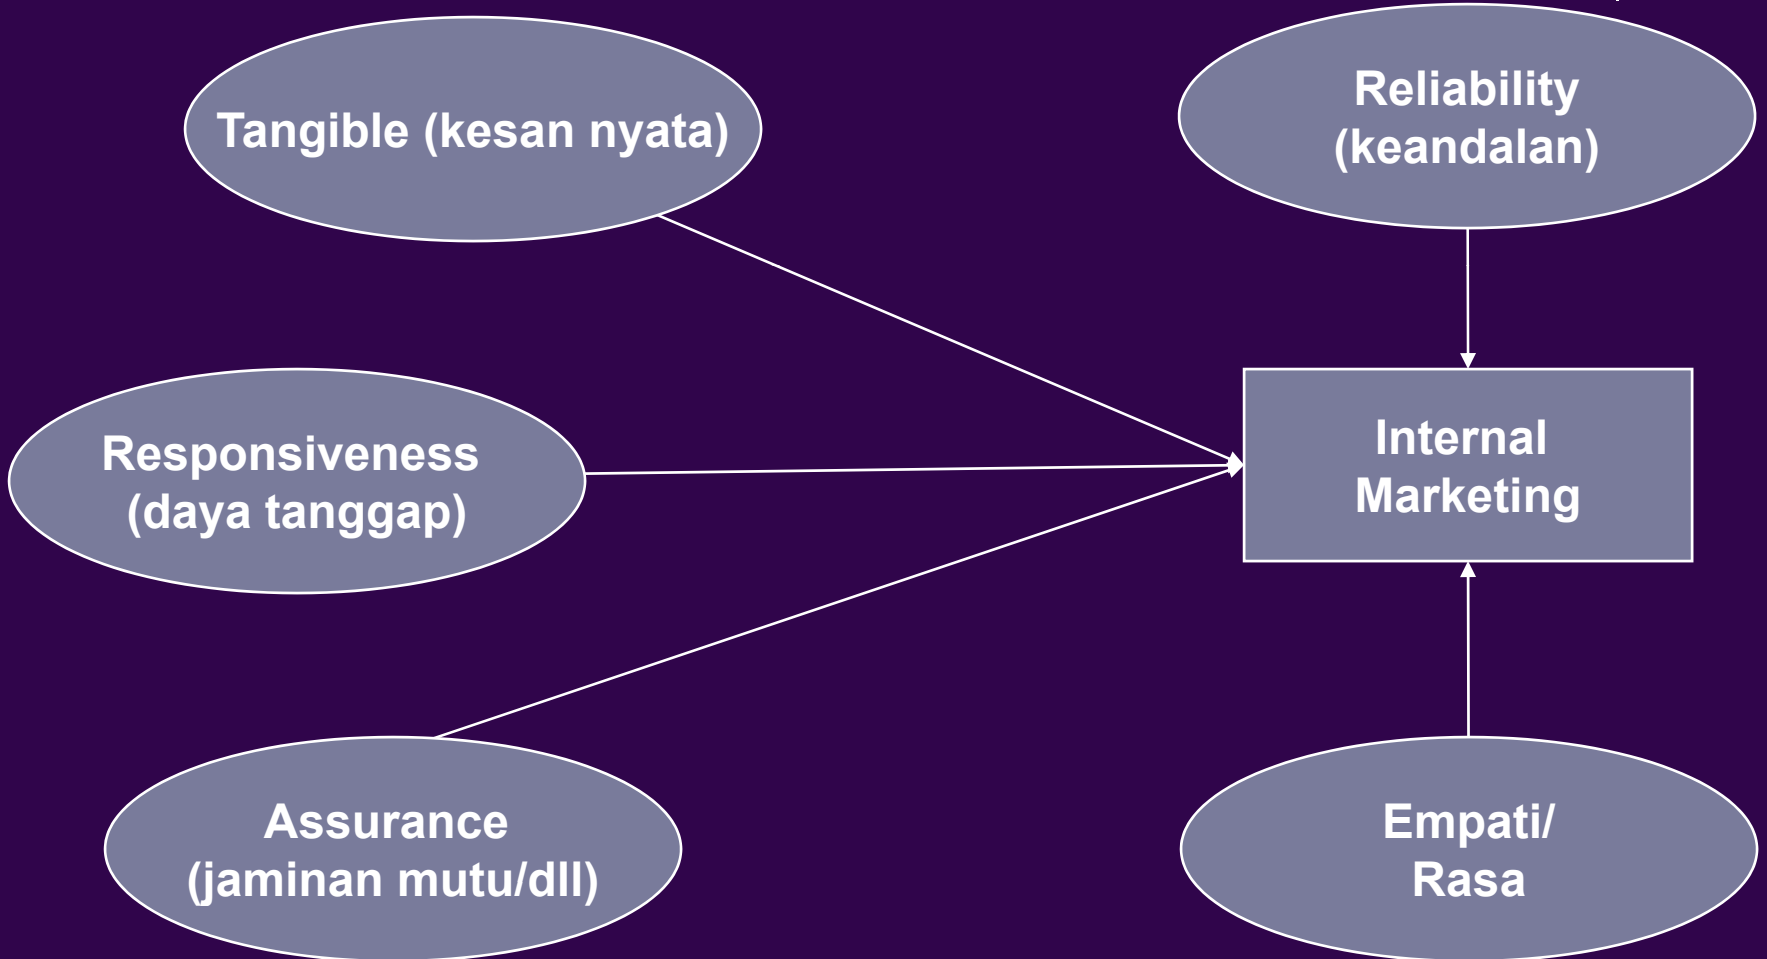 Tangible (kesan nyata)
Reliability
(keandalan)
Responsiveness
(daya tanggap)
Internal
Marketing
Assurance
(jaminan mutu/dll)
Empati/
Rasa